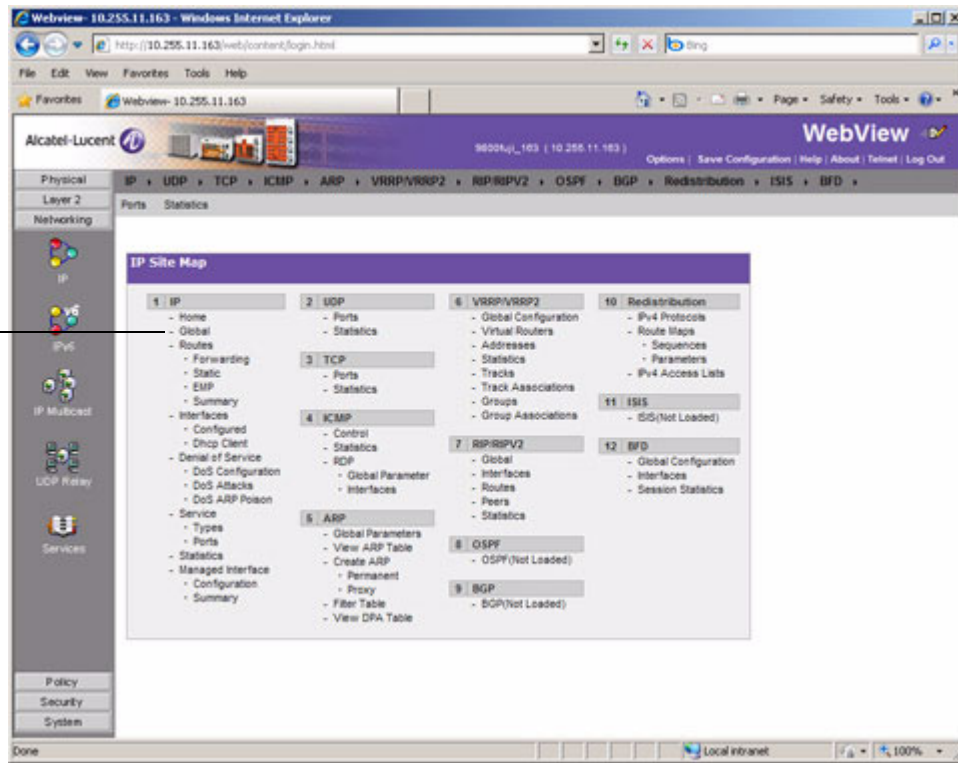 Webview- 10.255.11.163 - Windows Internet Explorer
http://10.255.11.163/web/content/login.html
Bing
File Edit View Favorites Tools Help
Favorites Webview- 10.255.11.163 Page Safety Tools
Alcatel-Lucent
WebView
Options | Save Configuration | Help | About | Telnet | Log Out
Physical
Layer 2
Networking
IP
IPv6
IP Multicast
UDP Relay
Services
Policy
Security
System
IP UDP TCP ICMP ARP VRRP/VRRP2 RIP/RIPV2 OSPF BGP Redistribution ISIS BFD
Ports Statistics
IP Site Map
1 IP
- Home
- Global
- Routes
- Forwarding
- Static
- EMP
- Summary
- Interfaces
- Configured
- Dhcp Client
- Denial of Service
- DoS Configuration
- DoS Attacks
- DoS ARP Poison
- Service
- Types
- Ports
- Statistics
- Managed Interface
- Configuration
- Summary
2 UDP
- Ports
- Statistics
3 TCP
- Ports
- Statistics
4 ICMP
- Control
- Statistics
- RDP
- Global Parameter
- Interfaces
5 ARP
- Global Parameters
- View ARP Table
- Create ARP
- Permanent
- Proxy
- Filter Table
- View DPA Table
6 VRRP/VRRP2
- Global Configuration
- Virtual Routers
- Addresses
- Statistics
- Tracks
- Track Associations
- Groups
- Group Associations
7 RIP/RIPV2
- Global
- Interfaces
- Routes
- Peers
- Statistics
8 OSPF
- OSPF(Not Loaded)
9 BGP
- BGP(Not Loaded)
10 Redistribution
- IPv4 Protocols
- Route Maps
- Sequences
- Parameters
- IPv4 Access Lists
11 ISIS
- ISIS(Not Loaded)
12 BFD
- Global Configuration
- Interfaces
- Session Statistics
Done Local intranet 100%